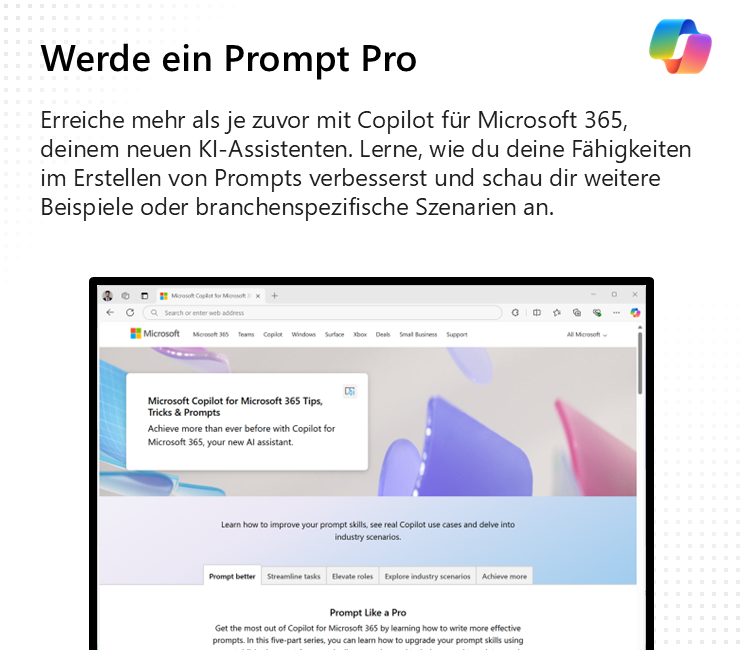 Werde ein Prompt Pro
Erreiche mehr als je zuvor mit Copilot für Microsoft 365,
deinem neuen KI-Assistenten. Lerne, wie du deine Fähigkeiten
im Erstellen von Prompts verbesserst und schau dir weitere
Beispiele oder branchenspezifische Szenarien an.
Microsoft Copilot for Microsoft
Search or enter web address
Microsoft Microsoft 365 Teams Copilot Windows Surface Xbox Deals Small Business Support All Microsoft
Microsoft Copilot for Microsoft 365 Tips,
Tricks & Prompts
Achieve more than ever before with Copilot for
Microsoft 365, your new AI assistant.
Learn how to improve your prompt skills, see real Copilot use cases and delve into
industry scenarios.
Prompt better Streamline tasks Elevate roles Explore industry scenarios Achieve more
Prompt Like a Pro
Get the most out of Copilot for Microsoft 365 by learning how to write more effective
prompts. In this five-part series, you can learn how to upgrade your prompt skills using